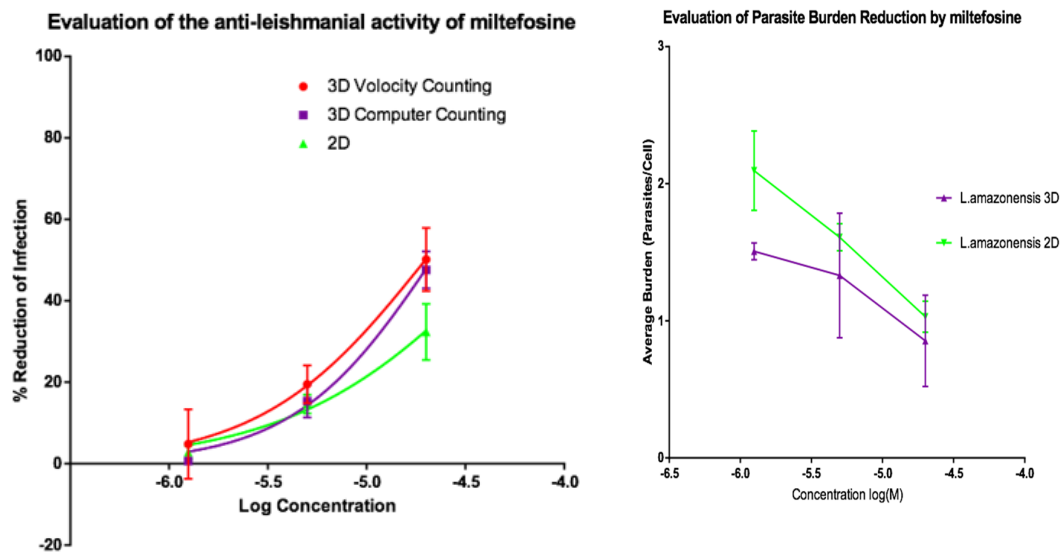 Evaluation of the anti-leishmanial activity of miltefosine
100
80
60
40
20
0
-20
% Reduction of Infection
3D Volocity Counting
3D Computer Counting
2D
-6.0
-5.5
-5.0
-4.5
-4.0
Log Concentration
Evaluation of Parasite Burden Reduction by miltefosine
3
2
1
0
Average Burden (Parasites/Cell)
L.amazonensis 3D
L.amazonensis 2D
-6.5
-6.0
-5.5
-5.0
-4.5
-4.0
Concentration log(M)